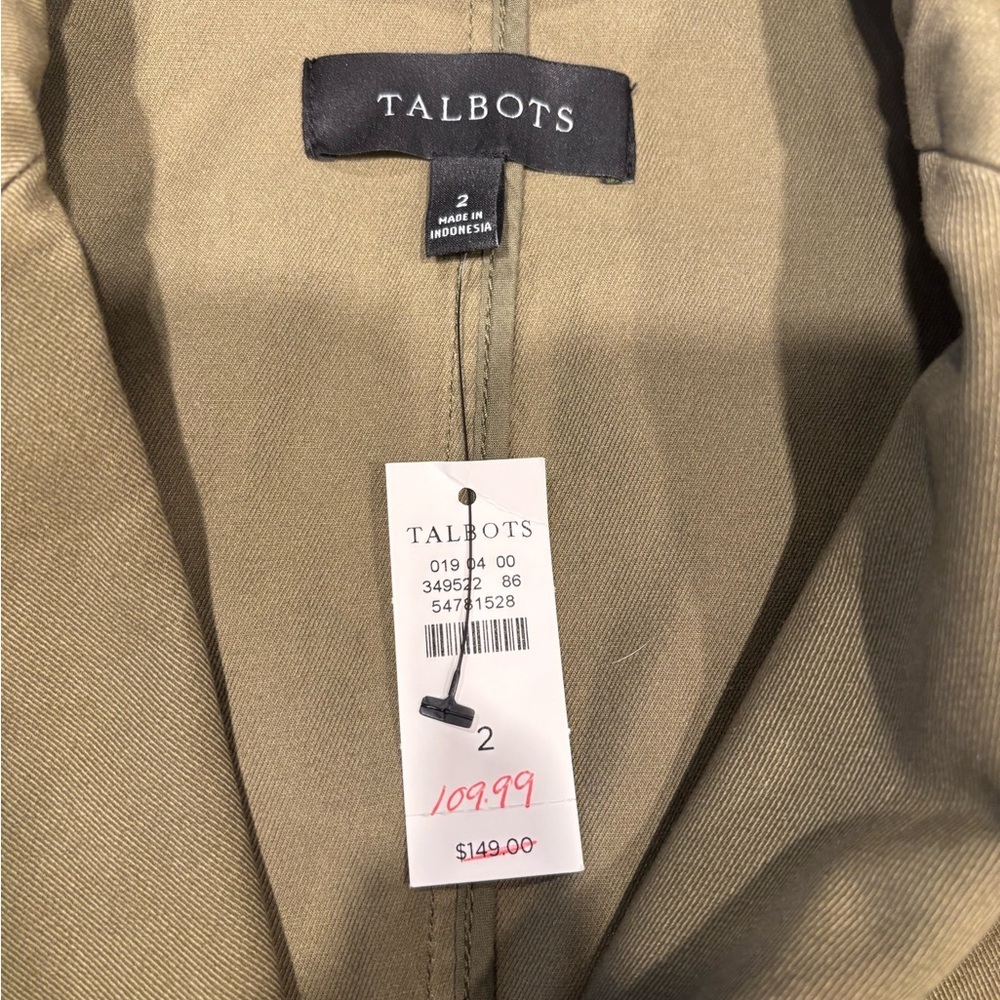 TALBOTS
2
MADE IN
INDONESIA
TALBOTS
019 04 00
349522 86
54781528
2
109.99
$149.00